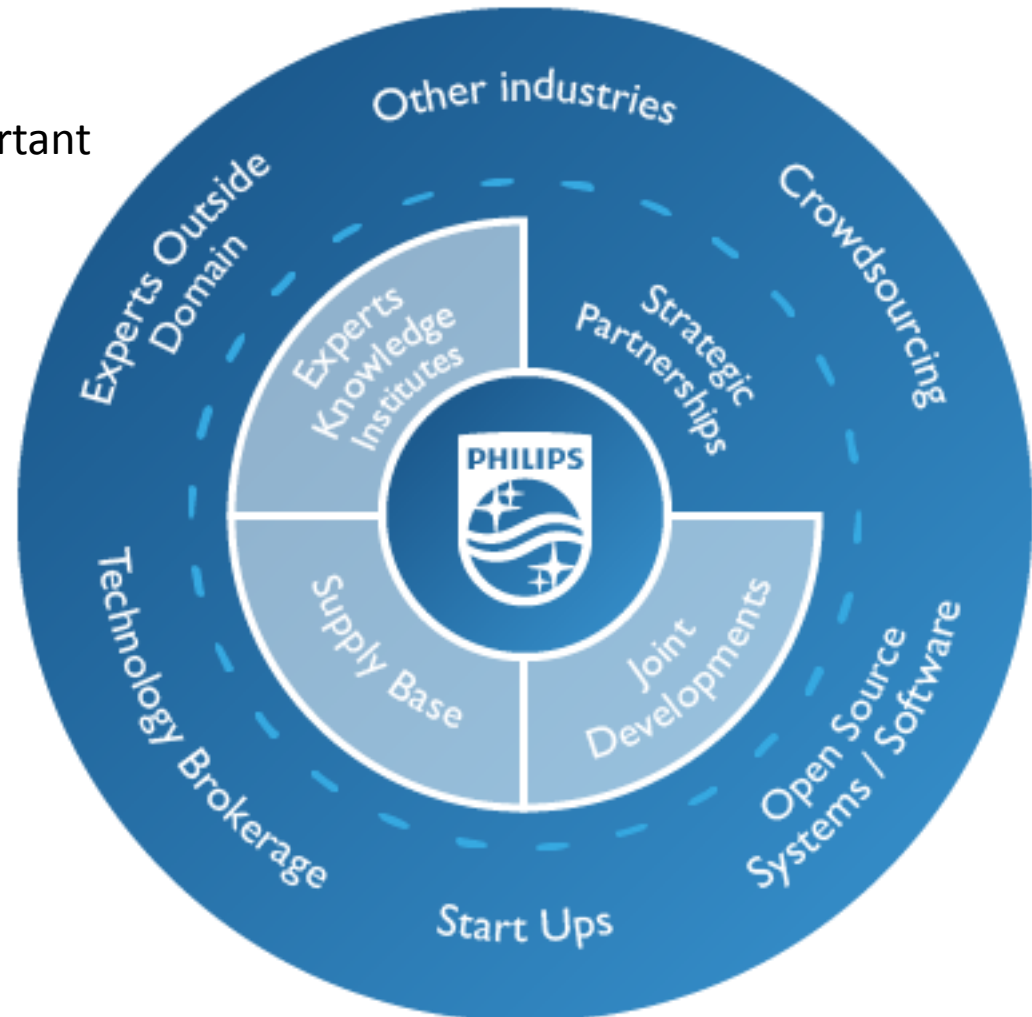 rtant
Other industries
Experts Outside
Domain
Crowdsourcing
Experts
Knowledge
Institutes
Strategic
Partnerships
PHILIPS
Supply Base
Joint
Developments
Technology Brokerage
Open Source
Systems / Software
Start Ups